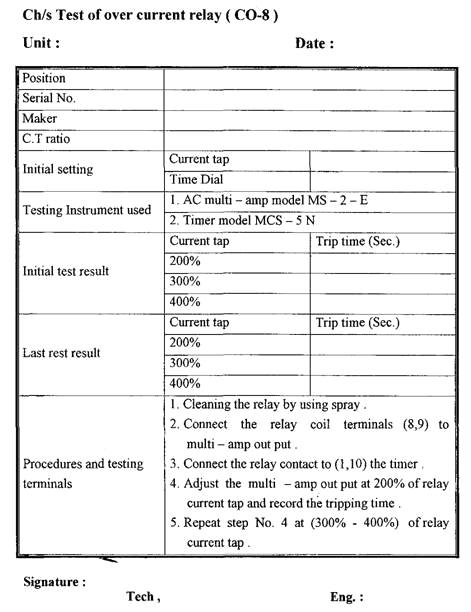 Ch/s Test of over current relay ( CO-8 )
Unit : Date :
Position
Serial No.
Maker
C.T ratio
Initial setting
Current tap
Time Dial
Testing Instrument used
1. AC multi – amp model MS – 2 – E
2. Timer model MCS – 5 N
Initial test result
Current tap Trip time (Sec.)
200%
300%
400%
Last rest result
Current tap Trip time (Sec.)
200%
300%
400%
Procedures and testing
terminals
1. Cleaning the relay by using spray .
2. Connect the relay coil terminals (8,9) to
multi – amp out put .
3. Connect the relay contact to (1,10) the timer .
4. Adjust the multi – amp out put at 200% of relay
current tap and record the tripping time .
5. Repeat step No. 4 at (300% - 400%) of relay
current tap .
Signature :
Tech , Eng. :